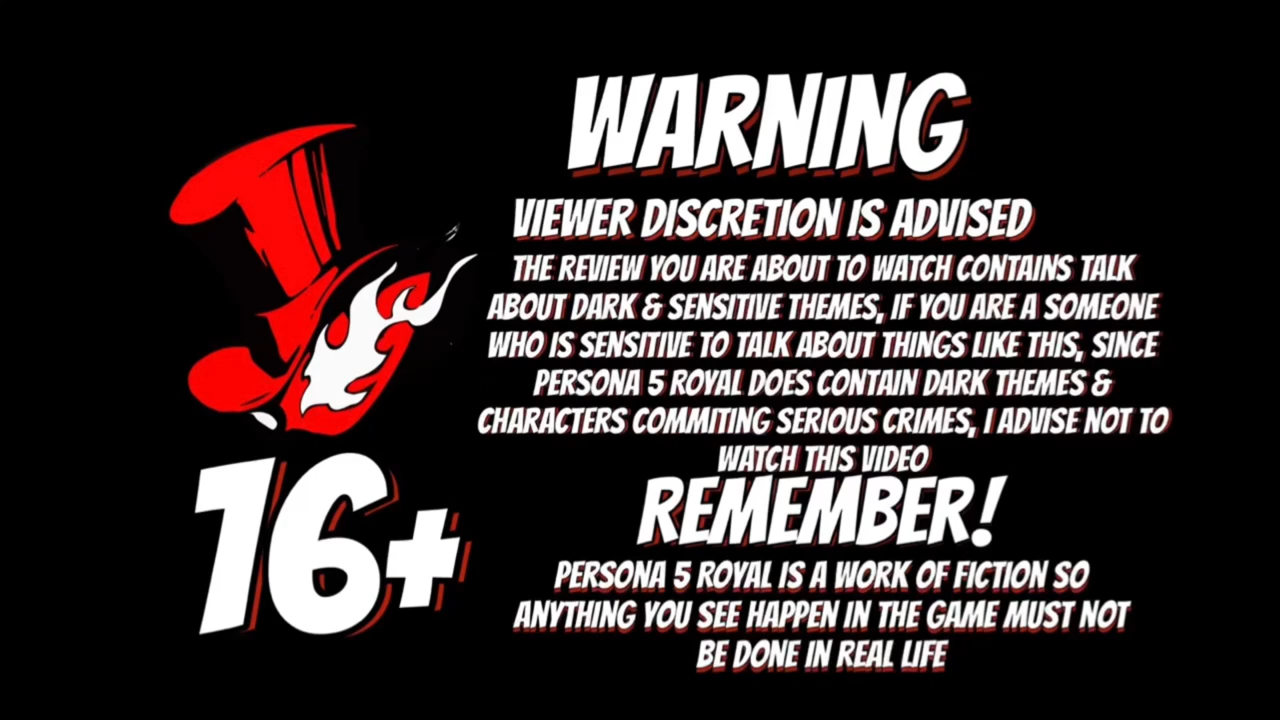 WARNING
VIEWER DISCRETION IS ADVISED
THE REVIEW YOU ARE ABOUT TO WATCH CONTAINS TALK
ABOUT DARK & SENSITIVE THEMES, IF YOU ARE A SOMEONE
WHO IS SENSITIVE TO TALK ABOUT THINGS LIKE THIS, SINCE
PERSONA 5 ROYAL DOES CONTAIN DARK THEMES &
CHARACTERS COMMITING SERIOUS CRIMES, I ADVISE NOT TO
WATCH THIS VIDEO
REMEMBER!
PERSONA 5 ROYAL IS A WORK OF FICTION SO
ANYTHING YOU SEE HAPPEN IN THE GAME MUST NOT
BE DONE IN REAL LIFE
16+